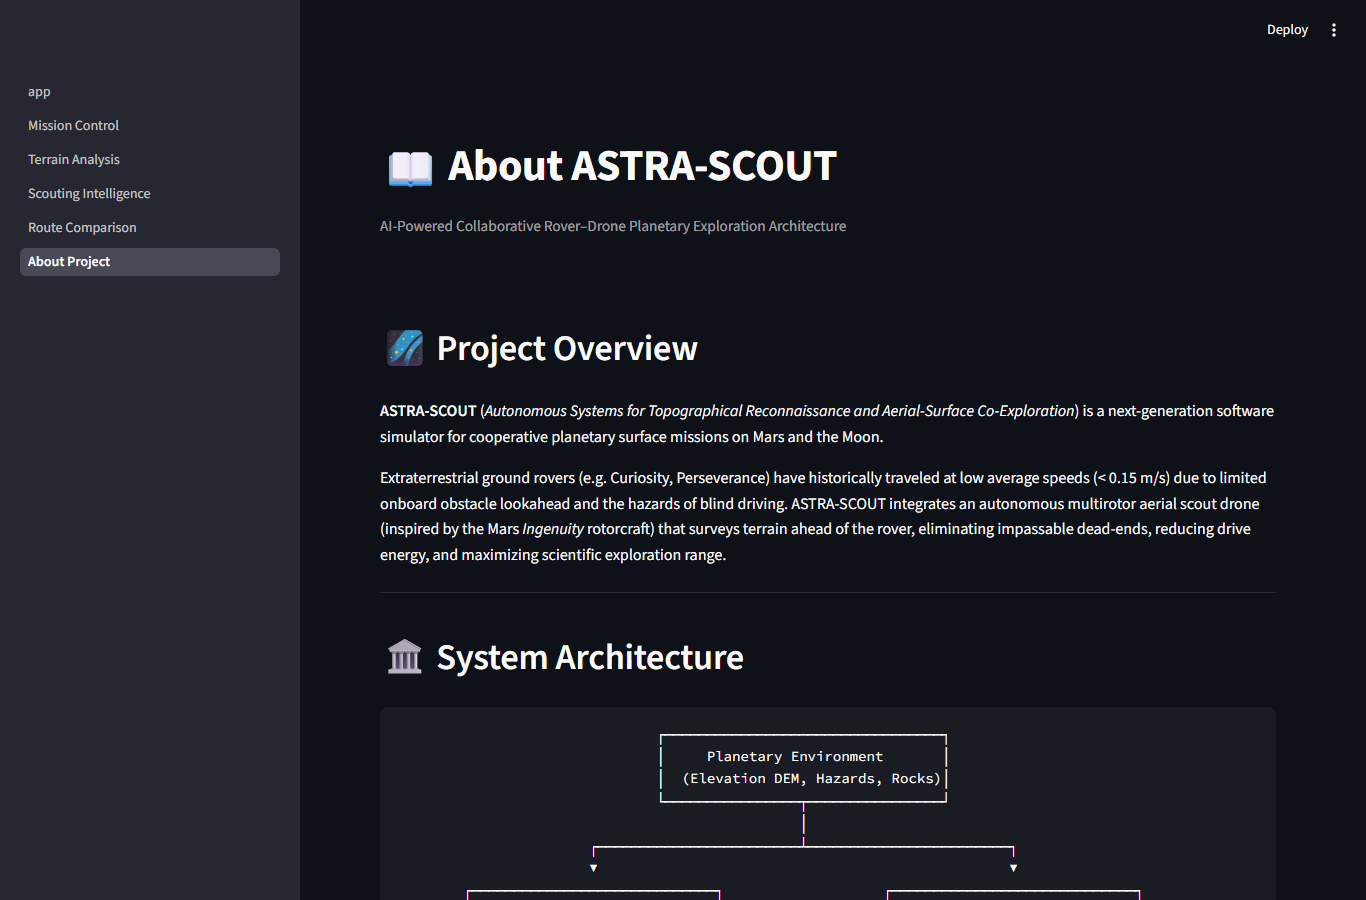 Deploy
app
Mission Control
Terrain Analysis
Scouting Intelligence
Route Comparison
About Project
About ASTRA-SCOUT
AI-Powered Collaborative Rover–Drone Planetary Exploration Architecture
Project Overview
ASTRA-SCOUT (Autonomous Systems for Topographical Reconnaissance and Aerial-Surface Co-Exploration) is a next-generation software
simulator for cooperative planetary surface missions on Mars and the Moon.
Extraterrestrial ground rovers (e.g. Curiosity, Perseverance) have historically traveled at low average speeds (< 0.15 m/s) due to limited
onboard obstacle lookahead and the hazards of blind driving. ASTRA-SCOUT integrates an autonomous multirotor aerial scout drone
(inspired by the Mars Ingenuity rotorcraft) that surveys terrain ahead of the rover, eliminating impassable dead-ends, reducing drive
energy, and maximizing scientific exploration range.
System Architecture
Planetary Environment
(Elevation DEM, Hazards, Rocks)